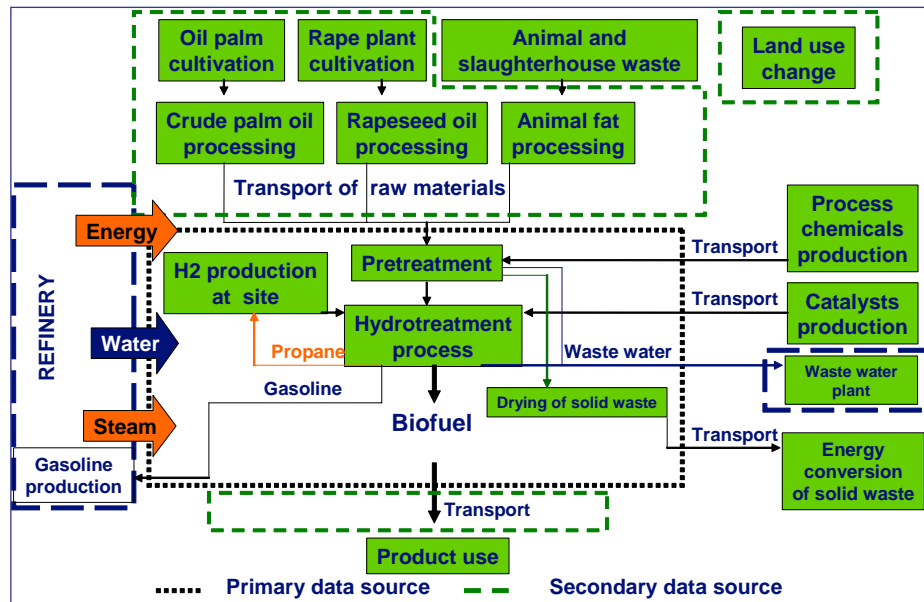 Oil palm
cultivation
Rape plant
cultivation
Animal and
slaughterhouse waste
Land use
change
Crude palm oil
processing
Rapeseed oil
processing
Animal fat
processing
Transport of raw materials
Energy
Process
chemicals
production
Transport
Pretreatment
H2 production
at site
Transport
Catalysts
production
Hydrotreatment
process
REFINERY
Water
Propane
Waste water
Waste water
plant
Gasoline
Drying of solid waste
Biofuel
Steam
Transport
Energy
conversion
of solid waste
Gasoline
production
Transport
Product use
Primary data source
Secondary data source